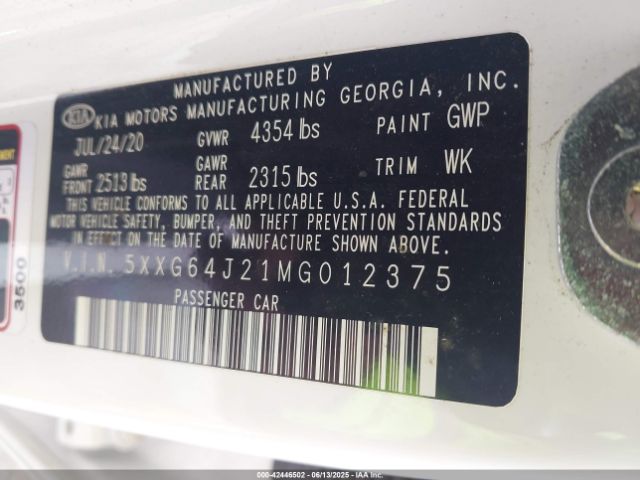 MANUFACTURED BY
KIA KIA MOTORS MANUFACTURING GEORGIA, INC.
JUL/24/20 GVWR 4354 lbs PAINT GWP
GAWR FRONT 2513 lbs GAWR REAR 2315 lbs TRIM WK
THIS VEHICLE CONFORMS TO ALL APPLICABLE U.S.A. FEDERAL
MOTOR VEHICLE SAFETY, BUMPER, AND THEFT PREVENTION STANDARDS
IN EFFECT ON THE DATE OF MANUFACTURE SHOWN ABOVE.
V.I.N. 5XXG64J21MG012375
PASSENGER CAR
3500
000-42446502 - 06/13/2025 - IAAI.COM